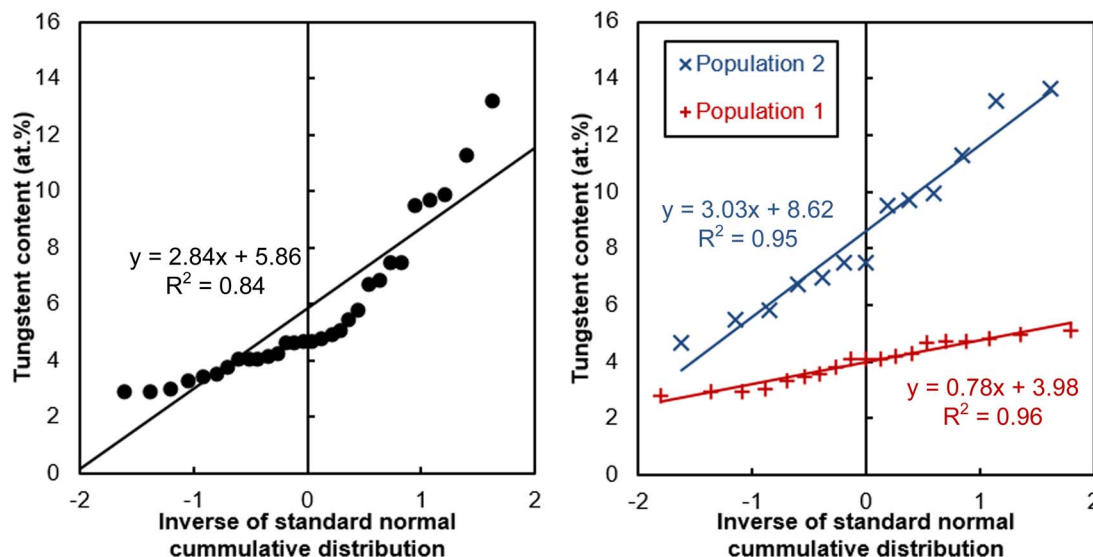 16
14
12
10
8
6
4
2
0
-2
-1
0
1
2
Tungstent content (at.%)
y = 2.84x + 5.86
R² = 0.84
Inverse of standard normal
cummulative distribution
16
14
12
10
8
6
4
2
0
-2
-1
0
1
2
Tungstent content (at.%)
×Population 2
+Population 1
y = 3.03x + 8.62
R² = 0.95
y = 0.78x + 3.98
R² = 0.96
Inverse of standard normal
cummulative distribution